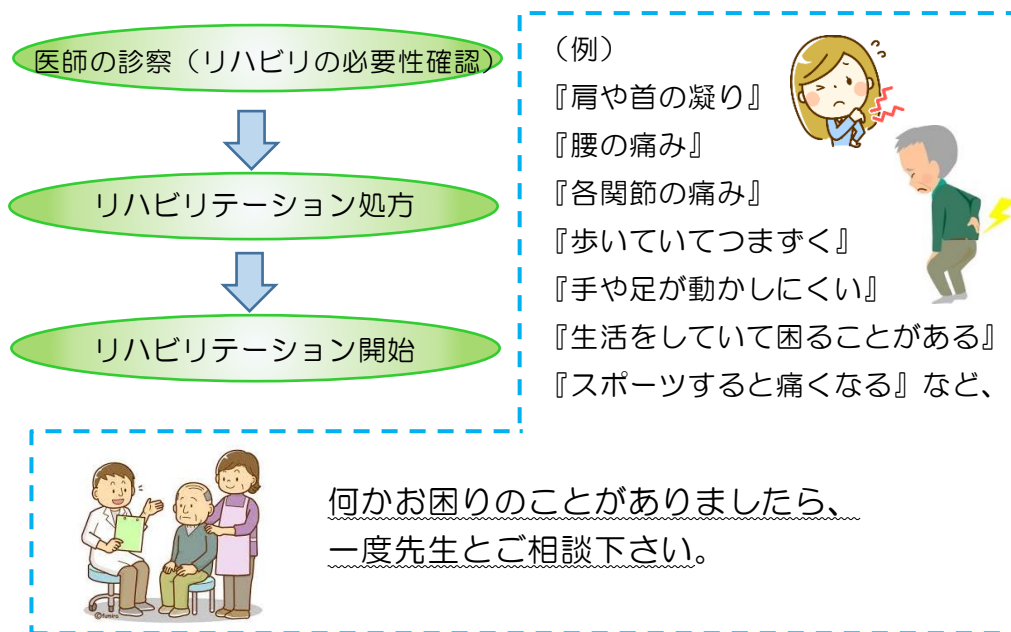 医師の診察（リハビリの必要性確認）
リハビリテーション処方
リハビリテーション開始
（例）
『肩や首の凝り』
『腰の痛み』
『各関節の痛み』
『歩いていてつまずく』
『手や足が動かしにくい』
『生活をしていて困ることがある』
『スポーツすると痛くなる』など、
何かお困りのことがありましたら、
一度先生とご相談下さい。